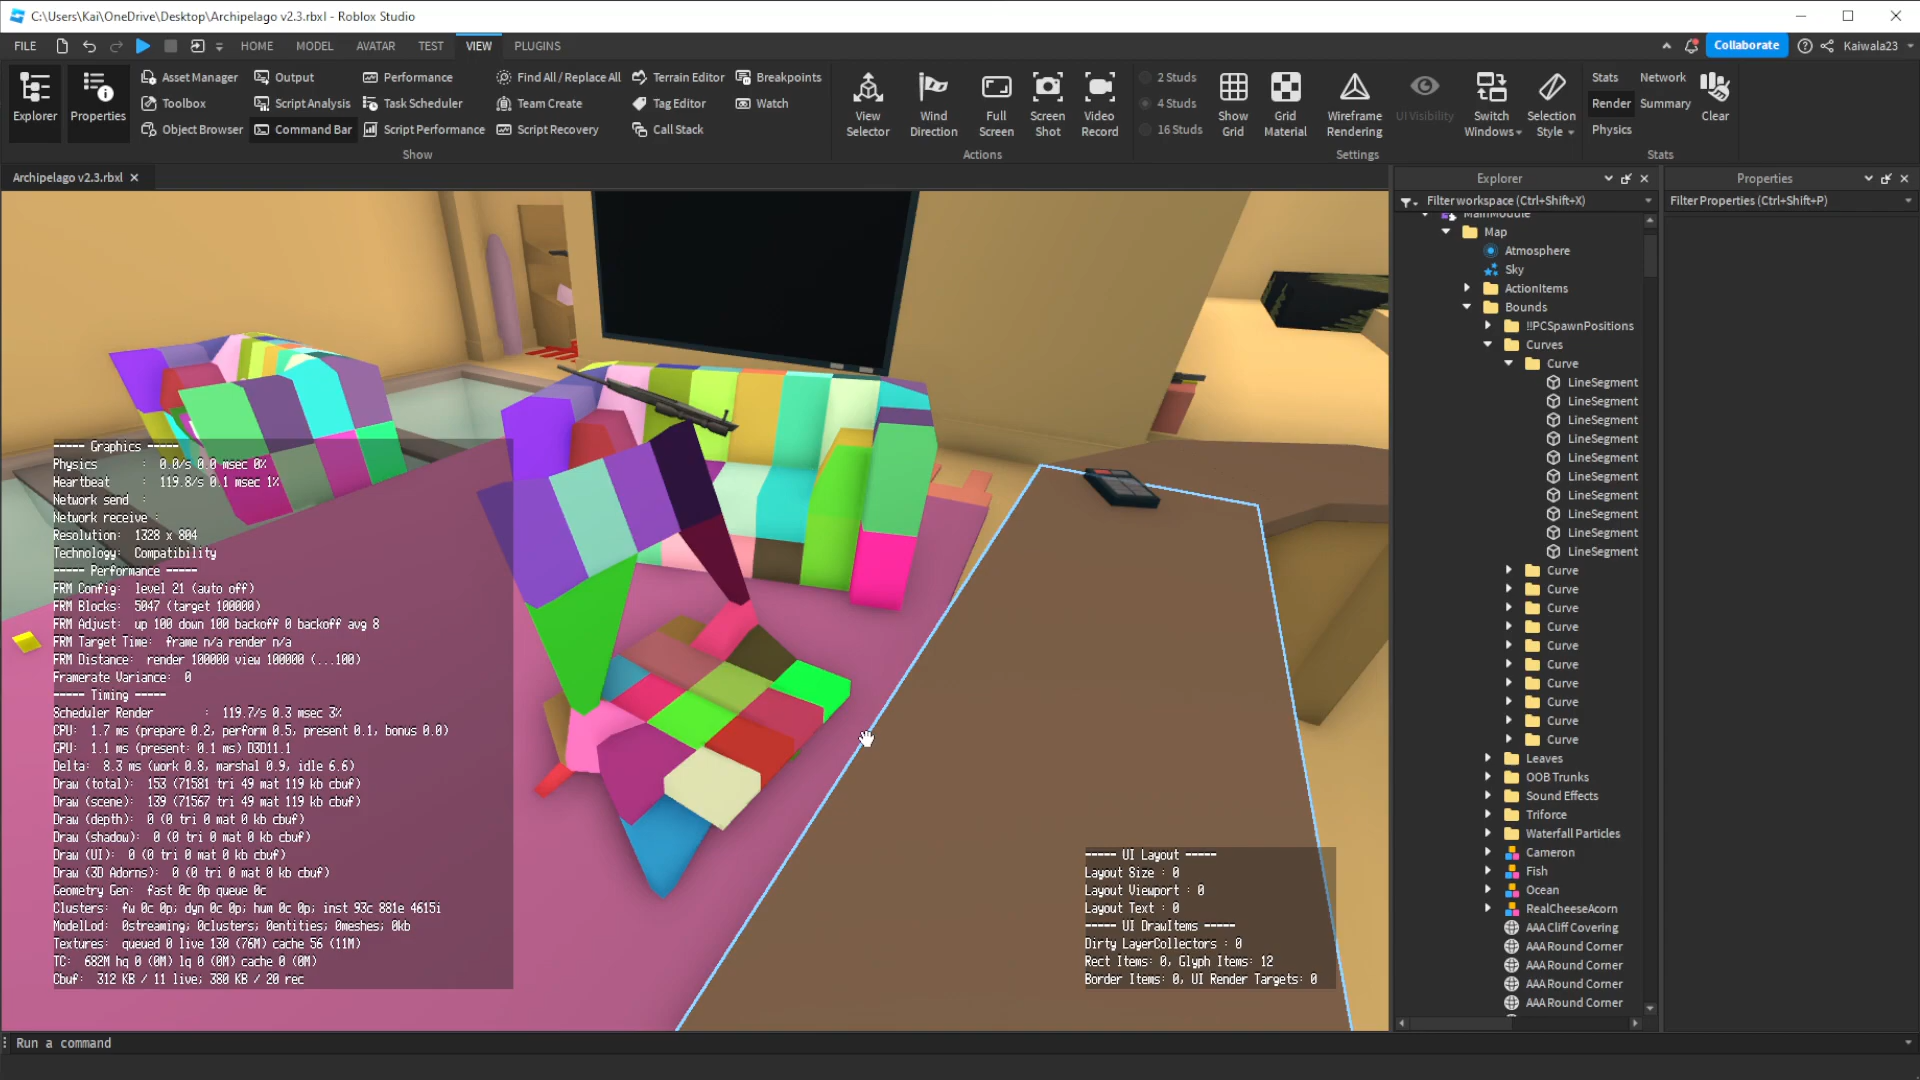 C:\Users\Kai\OneDrive\Desktop\Archipelago v2.3.rbxl - Roblox Studio
FILE HOME MODEL AVATAR TEST VIEW PLUGINS Collaborate Kaiwala23
Explorer
Properties
Asset Manager
Toolbox
Object Browser
Output
Script Analysis
Command Bar
Performance
Task Scheduler
Script Performance
Find All / Replace All
Team Create
Script Recovery
Terrain Editor
Tag Editor
Call Stack
Breakpoints
Watch
Show
View Selector
Wind Direction
Full Screen
Screen Shot
Video Record
Actions
2 Studs
4 Studs
16 Studs
Show Grid
Grid Material
Wireframe Rendering
UI Visibility
Switch Windows
Selection Style
Settings
Stats
Render
Physics
Network
Summary
Clear
Stats
Archipelago v2.3.rbxl
----- Graphics -----
Physics : 0.0/s 0.0 msec 0%
Heartbeat : 119.8/s 0.1 msec 1%
Network send :
Network receive :
Resolution: 1328 x 804
Technology: Compatibility
----- Performance -----
FRM Config: level 21 (auto off)
FRM Blocks: 5047 (target 100000)
FRM Adjust: up 100 down 100 backoff 0 backoff avg 8
FRM Target Time: frame n/a render n/a
FRM Distance: render 100000 view 100000 (...100)
Framerate Variance: 0
----- Timing -----
Scheduler Render : 119.7/s 0.3 msec 3%
CPU: 1.7 ms (prepare 0.2, perform 0.5, present 0.1, bonus 0.0)
GPU: 1.1 ms (present: 0.1 ms) D3D11.1
Delta: 8.3 ms (work 0.8, marshal 0.9, idle 6.6)
Draw (total): 153 (71581 tri 49 mat 119 kb cbuf)
Draw (scene): 139 (71567 tri 49 mat 119 kb cbuf)
Draw (depth): 0 (0 tri 0 mat 0 kb cbuf)
Draw (shadow): 0 (0 tri 0 mat 0 kb cbuf)
Draw (UI): 0 (0 tri 0 mat 0 kb cbuf)
Draw (3D Adorns): 0 (0 tri 0 mat 0 kb cbuf)
Geometry Gen: fast 0c 0p queue 0c
Clusters: fw 0c 0p; dyn 0c 0p; hum 0c 0p; inst 93c 881e 4615i
ModelLod: 0streaming; 0clusters; 0entities; 0meshes; 0kb
Textures: queued 0 live 130 (76M) cache 56 (11M)
TC: 682M hq 0 (0M) lq 0 (0M) cache 0 (0M)
Cbuf: 312 KB / 11 live; 380 KB / 20 rec
----- UI Layout -----
Layout Size : 0
Layout Viewport : 0
Layout Text : 0
----- UI DrawItems -----
Dirty LayerCollectors : 0
Rect Items: 0, Glyph Items: 12
Border Items: 0, UI Render Targets: 0
Explorer
Filter workspace (Ctrl+Shift+X)
MainModule
Map
Atmosphere
Sky
ActionItems
Bounds
!!PCSpawnPositions
Curves
Curve
LineSegment
LineSegment
LineSegment
LineSegment
LineSegment
LineSegment
LineSegment
LineSegment
LineSegment
LineSegment
Curve
Curve
Curve
Curve
Curve
Curve
Curve
Curve
Curve
Curve
Leaves
OOB Trunks
Sound Effects
Triforce
Waterfall Particles
Cameron
Fish
Ocean
RealCheeseAcorn
AAA Cliff Covering
AAA Round Corner
AAA Round Corner
AAA Round Corner
AAA Round Corner
Properties
Filter Properties (Ctrl+Shift+P)
Run a command